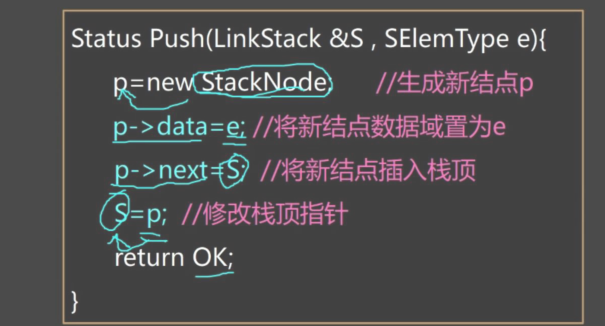 Status Push(LinkStack &S , SElemType e){
p=new StackNode; //生成新结点p
p->data=e; //将新结点数据域置为e
p->next=S; //将新结点插入栈顶
S=p; //修改栈顶指针
return OK;
}